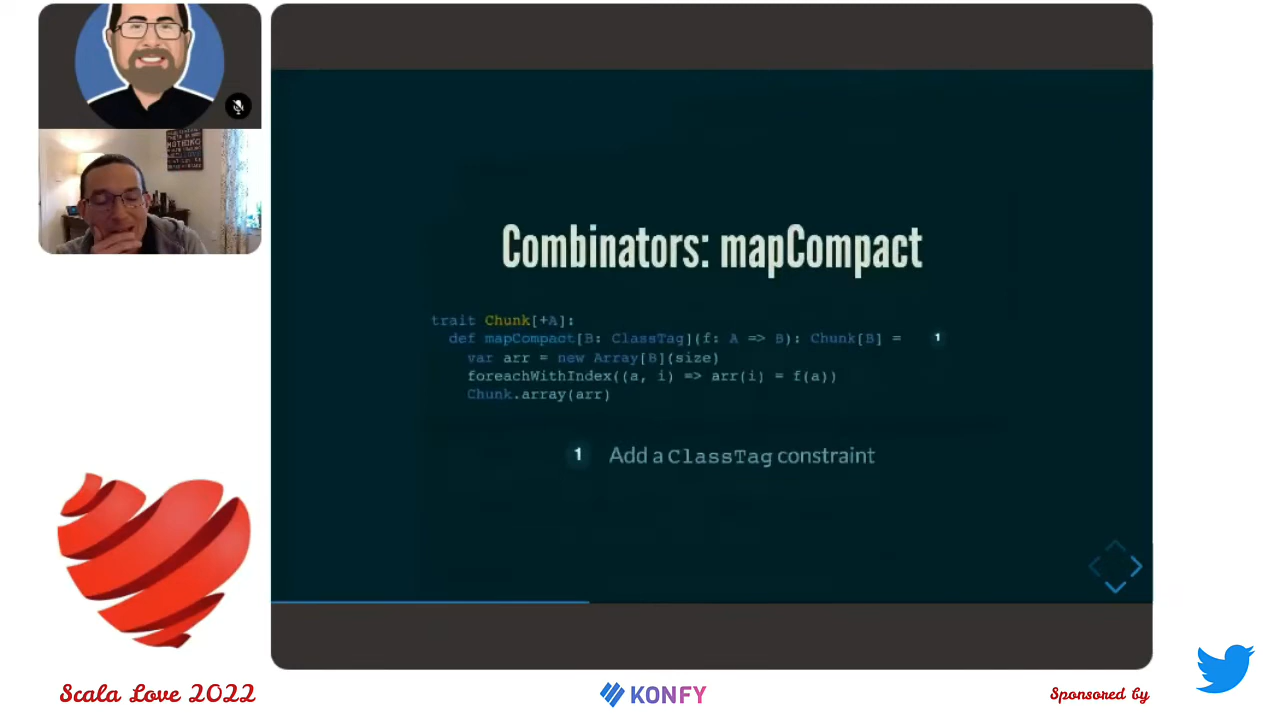 NOTHING
Combinators: mapCompact
trait Chunk[+A]:
def mapCompact[B: ClassTag](f: A => B): Chunk[B] = 1
var arr = new Array[B](size)
foreachWithIndex((a, i) => arr(i) = f(a))
Chunk.array(arr)
1 Add a ClassTag constraint
Scala Love 2022
KONFY
Sponsored by